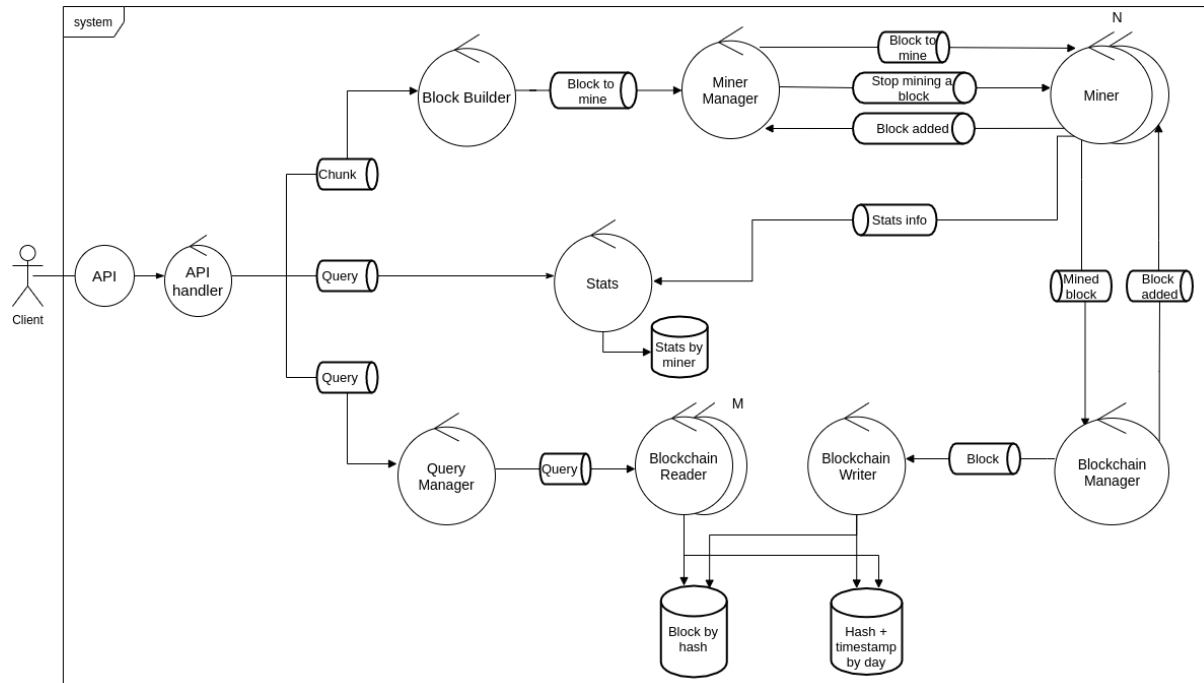 system
N
Block to
mine
Block Builder
Block to
mine
Miner
Manager
Stop mining a
block
Miner
Block added
Chunk
Stats info
API
API
handler
Query
Stats
Mined
block
Block
added
Client
Stats by
miner
Query
M
Query
Manager
Query
Blockchain
Reader
Blockchain
Writer
Block
Blockchain
Manager
Block by
hash
Hash +
timestamp
by day